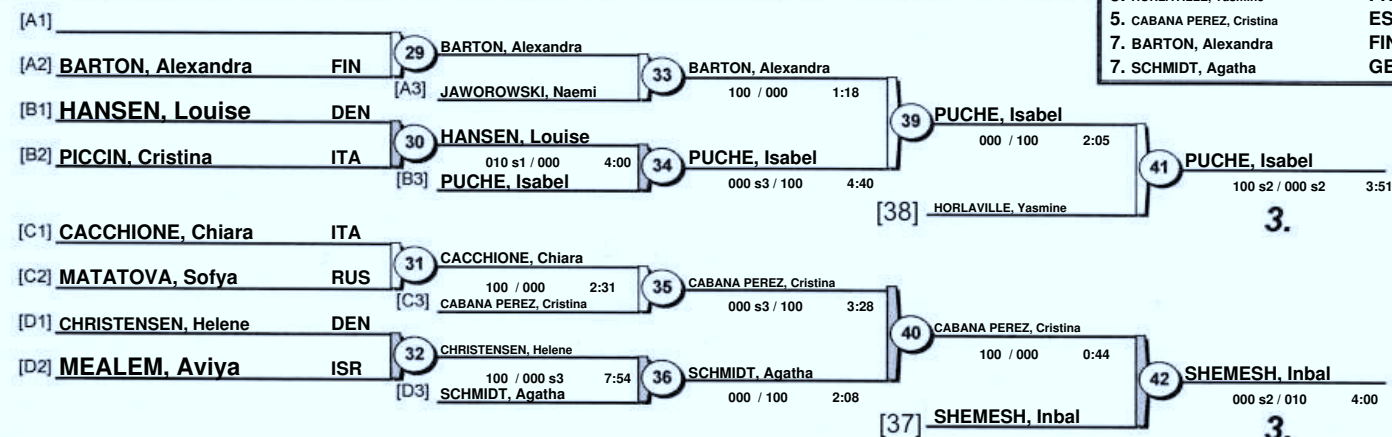 5. CABANA PEREZ, Cristina ES
7. BARTON, Alexandra FIN
7. SCHMIDT, Agatha GE
[A1]
[A2] BARTON, Alexandra FIN
29
BARTON, Alexandra
[A3] JAWOROWSKI, Naemi
33
BARTON, Alexandra
100 / 000 1:18
[B1] HANSEN, Louise DEN
[B2] PICCIN, Cristina ITA
30
HANSEN, Louise
010 s1 / 000 4:00
[B3] PUCHE, Isabel
34
PUCHE, Isabel
000 s3 / 100 4:40
39
PUCHE, Isabel
000 / 100 2:05
[38] HORLAVILLE, Yasmine
41
PUCHE, Isabel
100 s2 / 000 s2 3:51
3.
[C1] CACCHIONE, Chiara ITA
[C2] MATATOVA, Sofya RUS
31
CACCHIONE, Chiara
100 / 000 2:31
[C3] CABANA PEREZ, Cristina
35
CABANA PEREZ, Cristina
000 s3 / 100 3:28
[D1] CHRISTENSEN, Helene DEN
[D2] MEALEM, Aviya ISR
32
CHRISTENSEN, Helene
100 / 000 s3 7:54
[D3] SCHMIDT, Agatha
36
SCHMIDT, Agatha
000 / 100 2:08
40
CABANA PEREZ, Cristina
100 / 000 0:44
[37] SHEMESH, Inbal
42
SHEMESH, Inbal
000 s2 / 010 4:00
3.